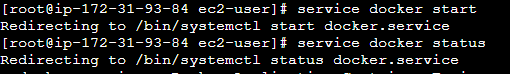 [root@ip-172-31-93-84 ec2-user]# service docker start
Redirecting to /bin/systemctl start docker.service
[root@ip-172-31-93-84 ec2-user]# service docker status
Redirecting to /bin/systemctl status docker.service